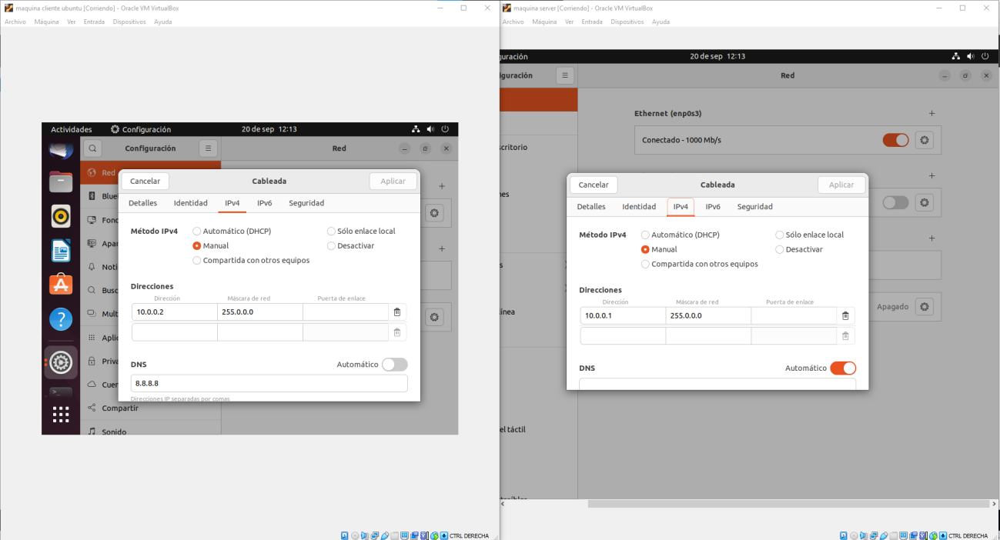 maquina cliente ubuntu [Corriendo] - Oracle VM VirtualBox
Archivo Máquina Ver Entrada Dispositivos Ayuda
Actividades Configuración 20 de sep 12:13
Configuración Red
Red
Blue
Fond
Apar
Noti
Busc
Mult
Aplic
Priva
Cuer
Compartir
Sonido
Cancelar Cableada Aplicar
Detalles Identidad IPv4 IPv6 Seguridad
Método IPv4 Automático (DHCP) Sólo enlace local
Manual Desactivar
Compartida con otros equipos
Direcciones
Dirección Máscara de red Puerta de enlace
10.0.0.2 255.0.0.0
DNS Automático
8.8.8.8
Direcciones IP separadas por comas
CTRL DERECHA
maquina server [Corriendo] - Oracle VM VirtualBox
Archivo Máquina Ver Entrada Dispositivos Ayuda
guración 20 de sep 12:13
iguración Red
Ethernet (enp0s3)
Conectado - 1000 Mb/s
scritorio
nes
s
línea
Apagado
el táctil
Cancelar Cableada Aplicar
Detalles Identidad IPv4 IPv6 Seguridad
Método IPv4 Automático (DHCP) Sólo enlace local
Manual Desactivar
Compartida con otros equipos
Direcciones
Dirección Máscara de red Puerta de enlace
10.0.0.1 255.0.0.0
DNS Automático
CTRL DERECHA